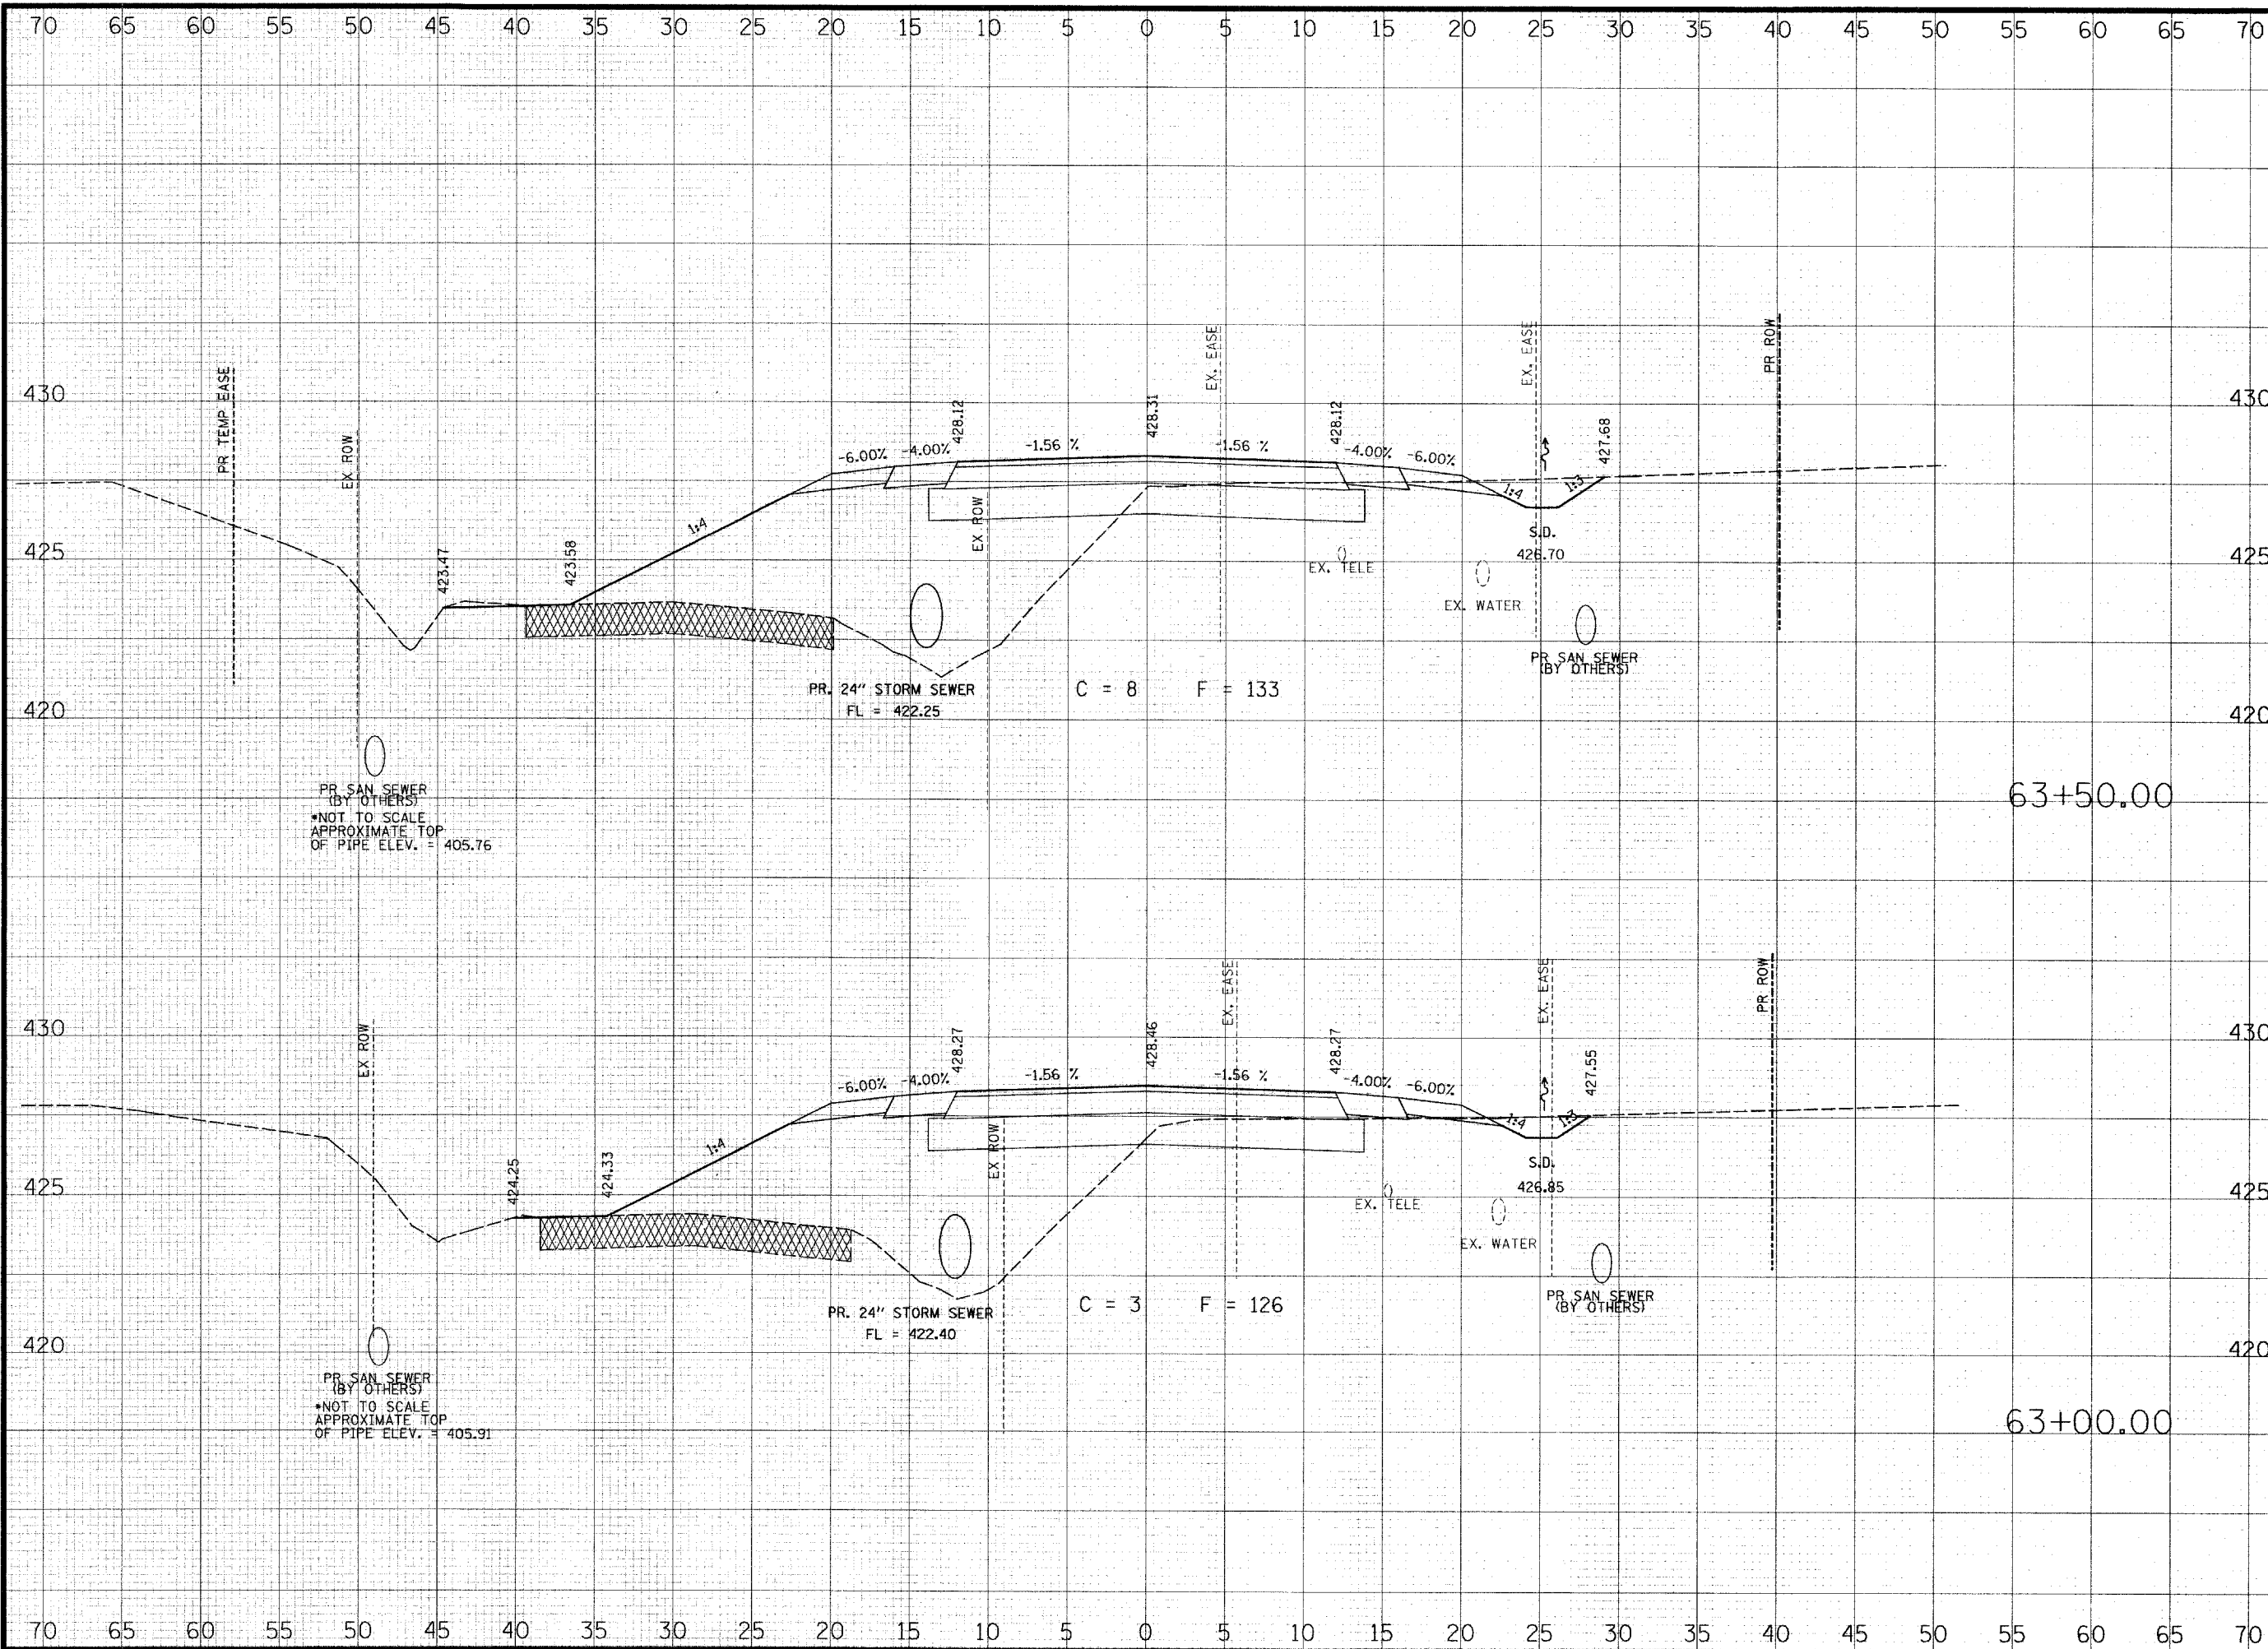 70 65 60 55 50 45 40 35 30 25 20 15 10 5 0 5 10 15 20 25 30 35 40 45 50 55 60 65 70
EX. EASE
EX. EASE
PR ROW
PR TEMP EASE
430
430
EX ROW
428.12
428.31
428.12
427.68
-6.00% -4.00% -1.56 % -1.56 % -4.00% -6.00%
1:4
1:4
1:3
EX ROW
S.D.
426.70
425
425
423.47
423.58
EX. TELE
EX. WATER
PR SAN SEWER
(BY OTHERS)
PR. 24" STORM SEWER
FL = 422.25
C = 8 F = 133
420
420
PR SAN SEWER
(BY OTHERS)
*NOT TO SCALE
APPROXIMATE TOP
OF PIPE ELEV. = 405.76
63+50.00
EX. EASE
EX. EASE
PR ROW
430
430
EX ROW
428.27
428.46
428.27
427.55
-6.00% -4.00% -1.56 % -1.56 % -4.00% -6.00%
1:4
1:4
1:3
EX ROW
S.D.
426.85
425
425
424.25
424.33
EX. TELE
EX. WATER
PR SAN SEWER
(BY OTHERS)
PR. 24" STORM SEWER
FL = 422.40
C = 3 F = 126
420
420
PR SAN SEWER
(BY OTHERS)
*NOT TO SCALE
APPROXIMATE TOP
OF PIPE ELEV. = 405.91
63+00.00
70 65 60 55 50 45 40 35 30 25 20 15 10 5 0 5 10 15 20 25 30 35 40 45 50 55 60 65 70